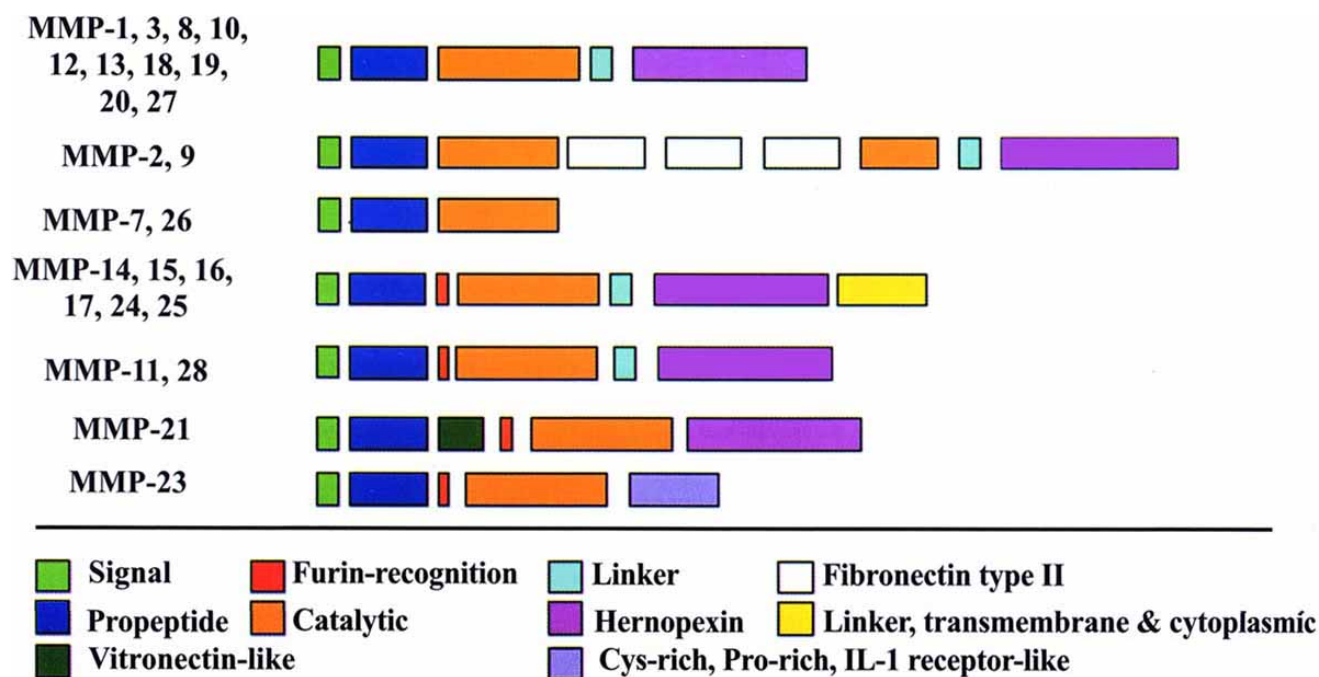 MMP-1, 3, 8, 10,
12, 13, 18, 19,
20, 27
MMP-2, 9
MMP-7, 26
MMP-14, 15, 16,
17, 24, 25
MMP-11, 28
MMP-21
MMP-23
Signal Furin-recognition Linker Fibronectin type II
Propeptide Catalytic Hernopexin Linker, transmembrane & cytoplasmic
Vitronectin-like Cys-rich, Pro-rich, IL-1 receptor-like